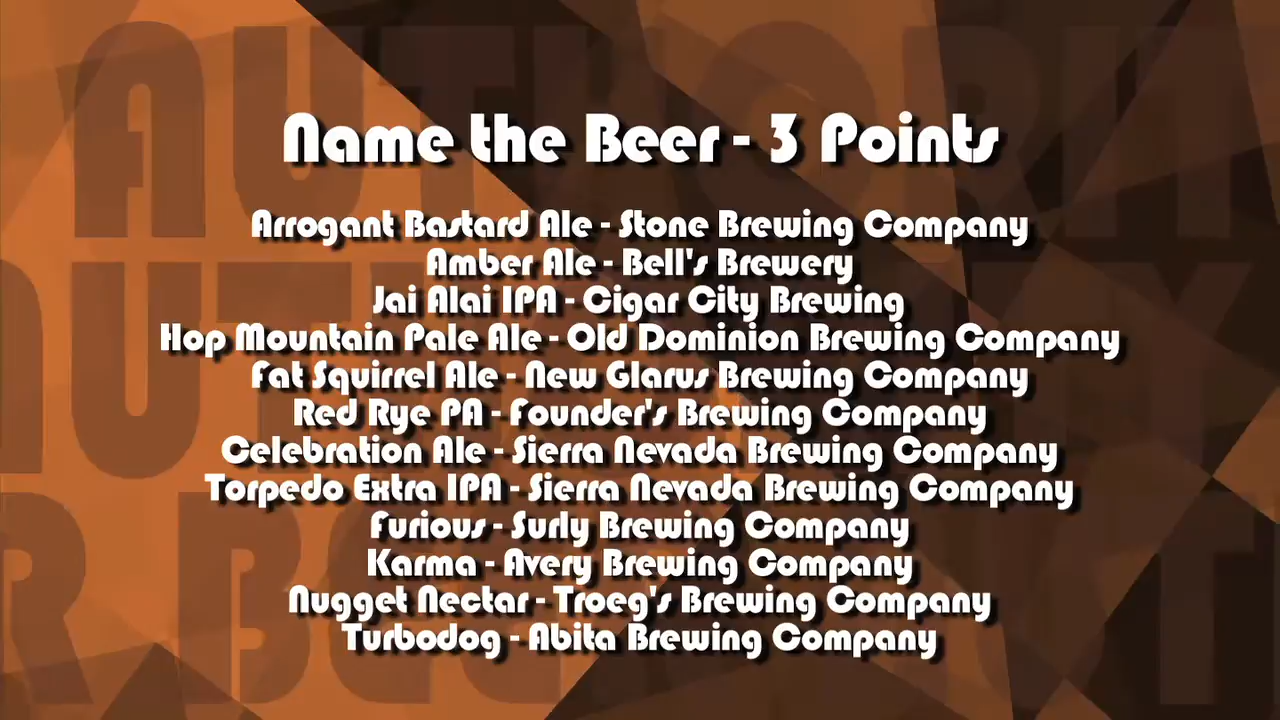 Name the Beer - 3 Points
Arrogant Bastard Ale - Stone Brewing Company
Amber Ale - Bell's Brewery
Jai Alai IPA - Cigar City Brewing
Hop Mountain Pale Ale - Old Dominion Brewing Company
Fat Squirrel Ale - New Glarus Brewing Company
Red Rye PA - Founder's Brewing Company
Celebration Ale - Sierra Nevada Brewing Company
Torpedo Extra IPA - Sierra Nevada Brewing Company
Furious - Surly Brewing Company
Karma - Avery Brewing Company
Nugget Nectar - Troeg's Brewing Company
Turbodog - Abita Brewing Company